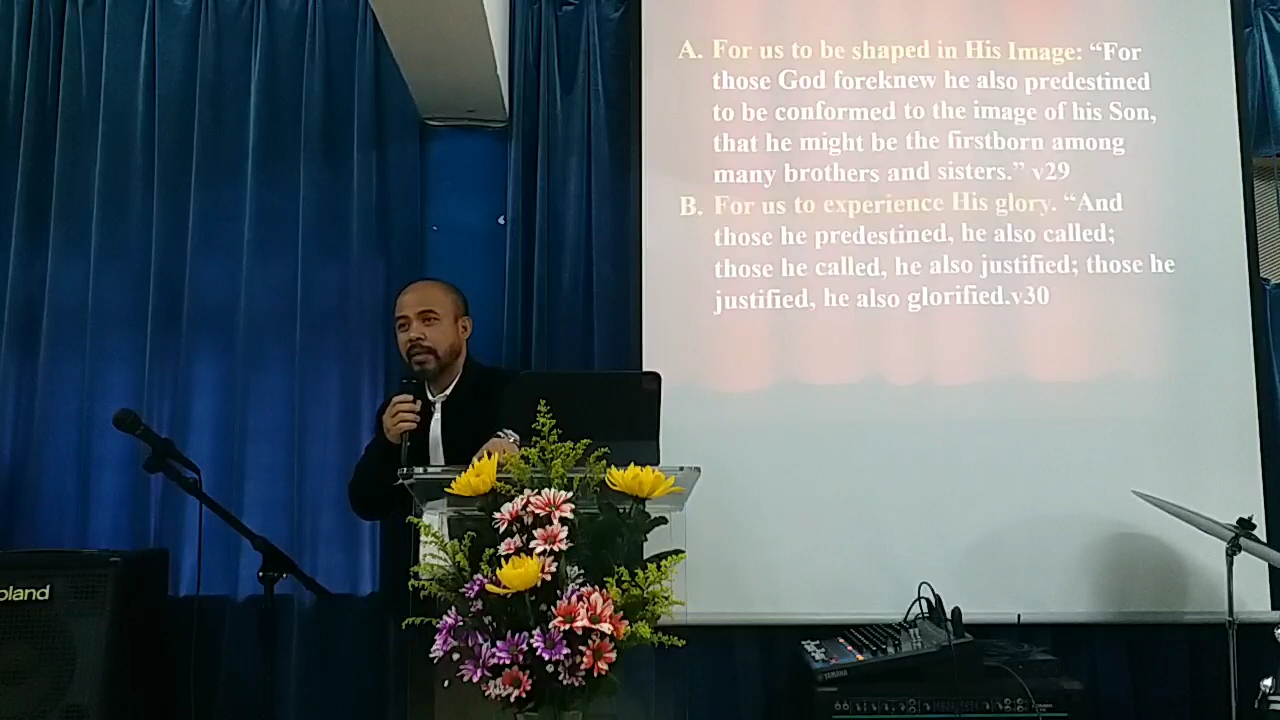 A. For us to be shaped in His Image: “For
those God foreknew he also predestined
to be conformed to the image of his Son,
that he might be the firstborn among
many brothers and sisters.” v29
B. For us to experience His glory. “And
those he predestined, he also called;
those he called, he also justified; those he
justified, he also glorified.v30
oland
YAMAHA